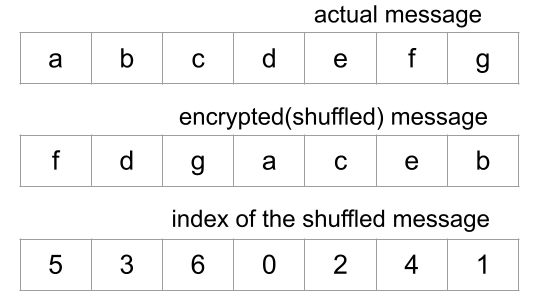 actual message
a b c d e f g
encrypted(shuffled) message
f d g a c e b
index of the shuffled message
5 3 6 0 2 4 1